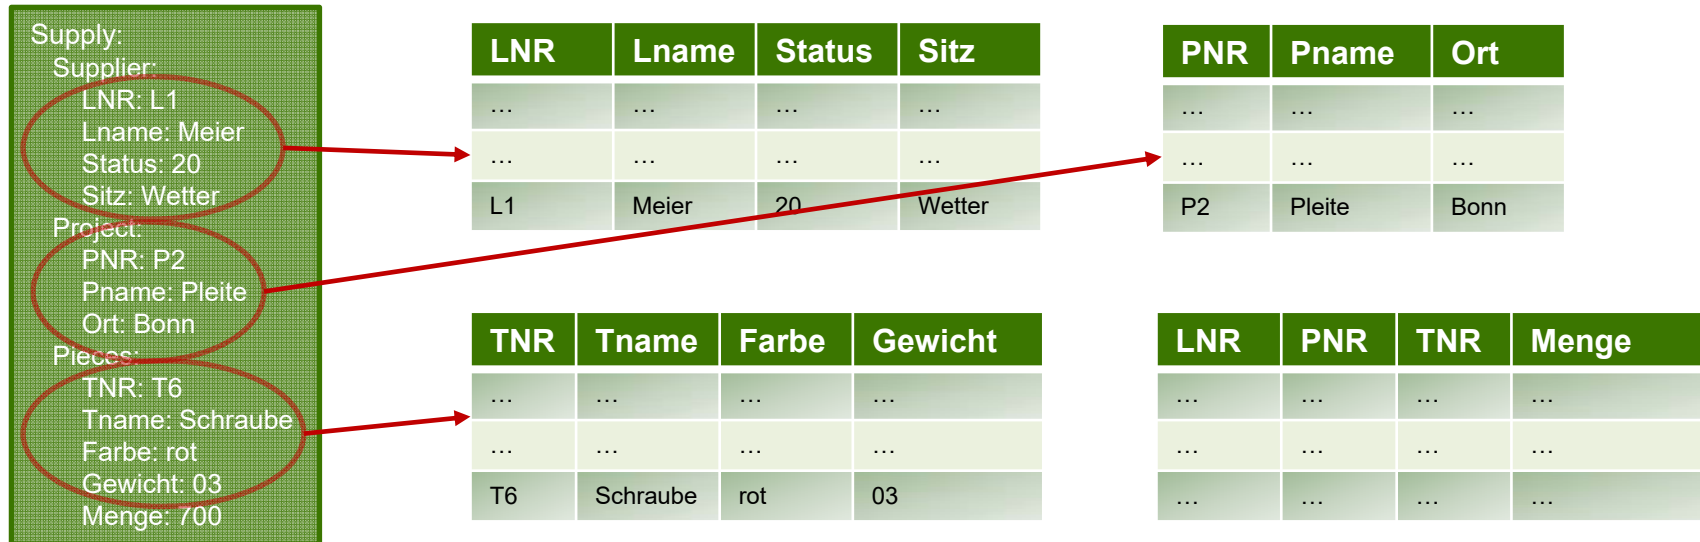 Supply:
Supplier:
LNR: L1
Lname: Meier
Status: 20
Sitz: Wetter
Project:
PNR: P2
Pname: Pleite
Ort: Bonn
Pieces:
TNR: T6
Tname: Schraube
Farbe: rot
Gewicht: 03
Menge: 700
LNR Lname Status Sitz
... ... ... ...
... ... ... ...
L1 Meier 20 Wetter
PNR Pname Ort
... ... ...
... ... ...
P2 Pleite Bonn
TNR Tname Farbe Gewicht
... ... ... ...
... ... ... ...
T6 Schraube rot 03
LNR PNR TNR Menge
... ... ... ...
... ... ... ...
... ... ... ...